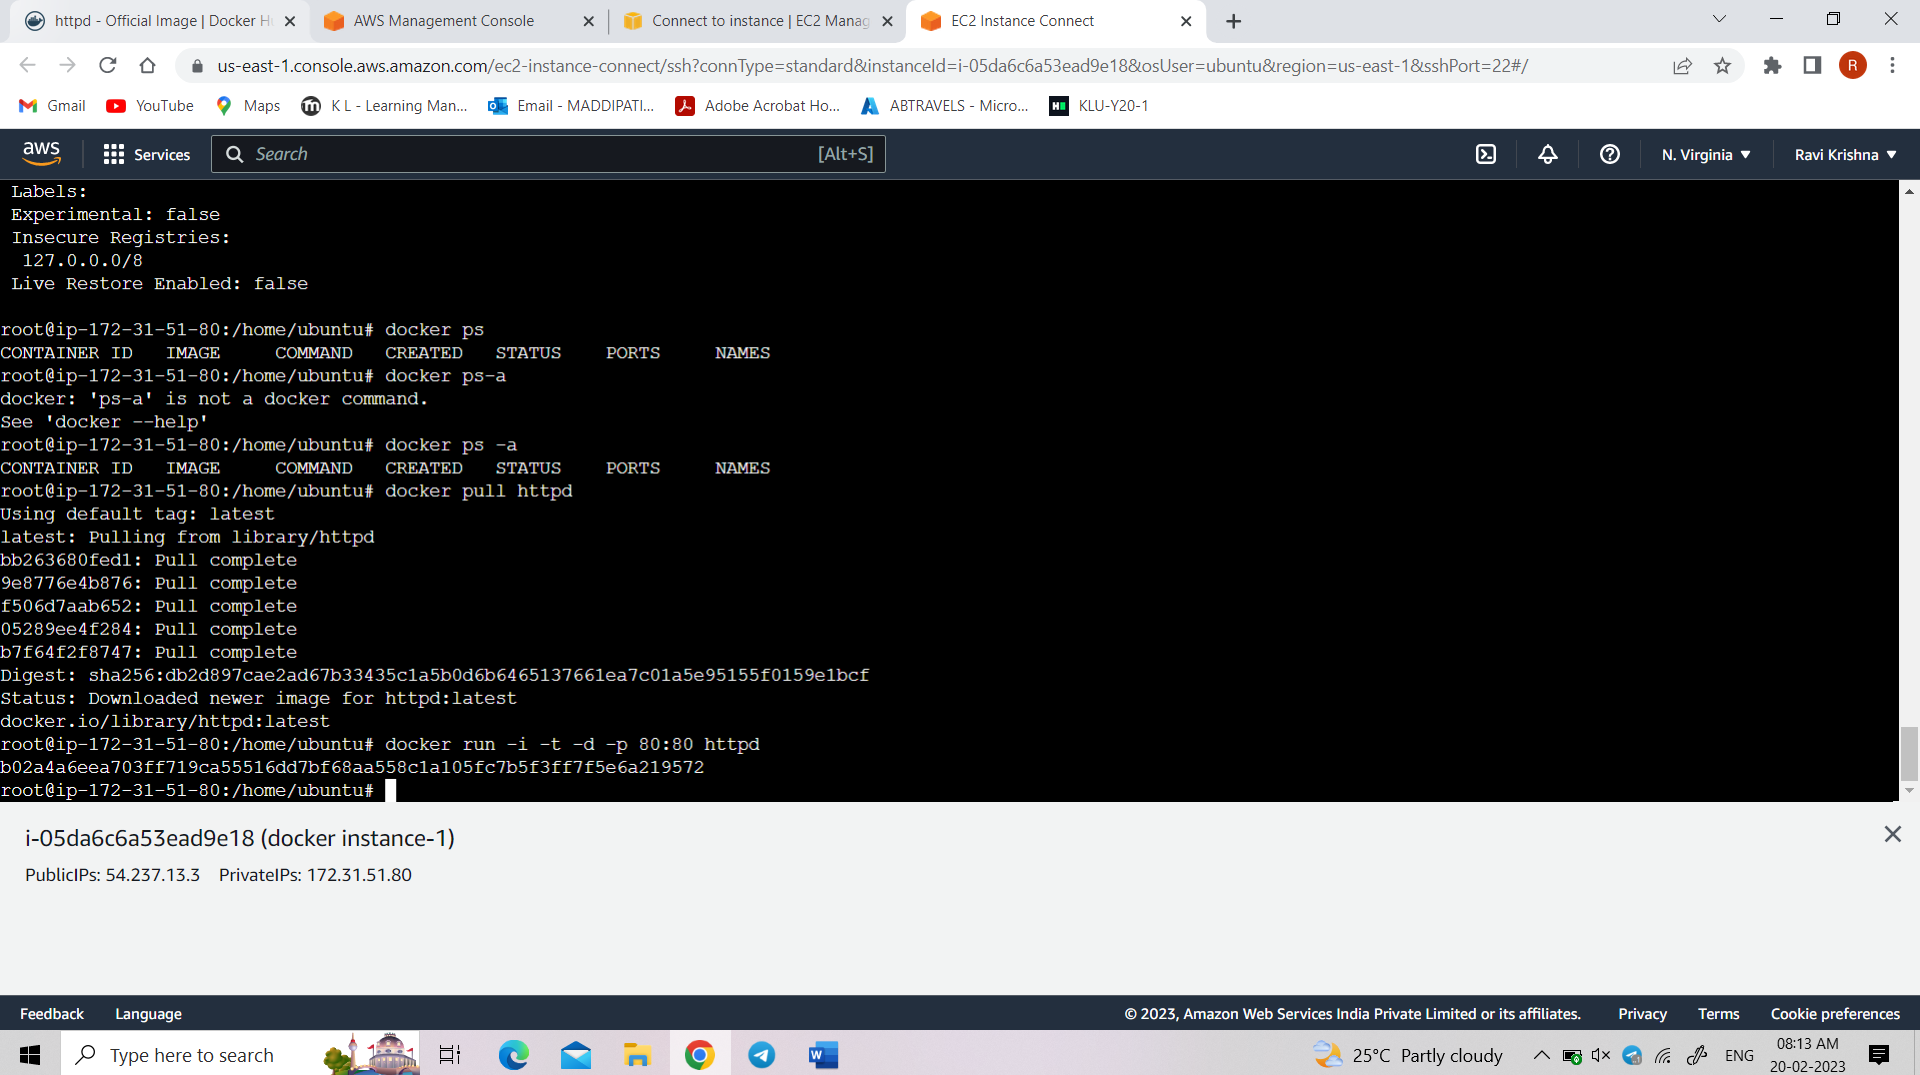 httpd - Official Image | Docker H
AWS Management Console
Connect to instance | EC2 Manag
EC2 Instance Connect
us-east-1.console.aws.amazon.com/ec2-instance-connect/ssh?connType=standard&instanceId=i-05da6c6a53ead9e18&osUser=ubuntu&region=us-east-1&sshPort=22#/
R
Gmail
YouTube
Maps
K L - Learning Man...
Email - MADDIPATI...
Adobe Acrobat Ho...
ABTRAVELS - Micro...
KLU-Y20-1
aws
Services
Search
[Alt+S]
N. Virginia
Ravi Krishna
Labels:
Experimental: false
Insecure Registries:
127.0.0.0/8
Live Restore Enabled: false
root@ip-172-31-51-80:/home/ubuntu# docker ps
CONTAINER ID   IMAGE     COMMAND   CREATED   STATUS    PORTS     NAMES
root@ip-172-31-51-80:/home/ubuntu# docker ps-a
docker: 'ps-a' is not a docker command.
See 'docker --help'
root@ip-172-31-51-80:/home/ubuntu# docker ps -a
CONTAINER ID   IMAGE     COMMAND   CREATED   STATUS    PORTS     NAMES
root@ip-172-31-51-80:/home/ubuntu# docker pull httpd
Using default tag: latest
latest: Pulling from library/httpd
bb263680fed1: Pull complete
9e8776e4b876: Pull complete
f506d7aab652: Pull complete
05289ee4f284: Pull complete
b7f64f2f8747: Pull complete
Digest: sha256:db2d897cae2ad67b33435c1a5b0d6b6465137661ea7c01a5e95155f0159e1bcf
Status: Downloaded newer image for httpd:latest
docker.io/library/httpd:latest
root@ip-172-31-51-80:/home/ubuntu# docker run -i -t -d -p 80:80 httpd
b02a4a6eea703ff719ca55516dd7bf68aa558c1a105fc7b5f3ff7f5e6a219572
root@ip-172-31-51-80:/home/ubuntu#
i-05da6c6a53ead9e18 (docker instance-1)
PublicIPs: 54.237.13.3 PrivateIPs: 172.31.51.80
Feedback
Language
© 2023, Amazon Web Services India Private Limited or its affiliates.
Privacy
Terms
Cookie preferences
Type here to search
25°C Partly cloudy
ENG
08:13 AM
20-02-2023